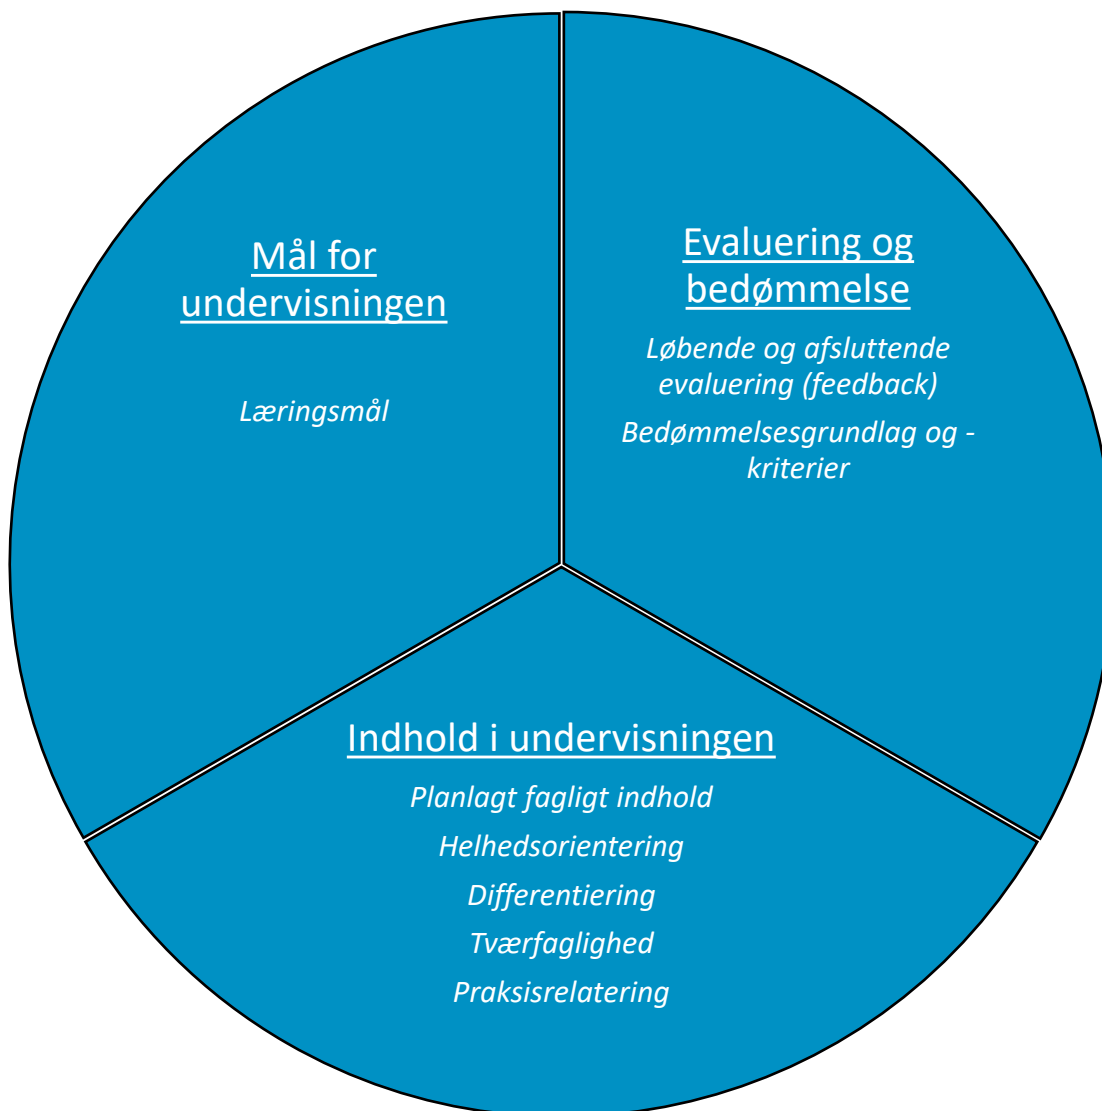 Mål for
undervisningen
Læringsmål
Evaluering og
bedømmelse
Løbende og afsluttende
evaluering (feedback)
Bedømmelsesgrundlag og -
kriterier
Indhold i undervisningen
Planlagt fagligt indhold
Helhedsorientering
Differentiering
Tværfaglighed
Praksisrelatering